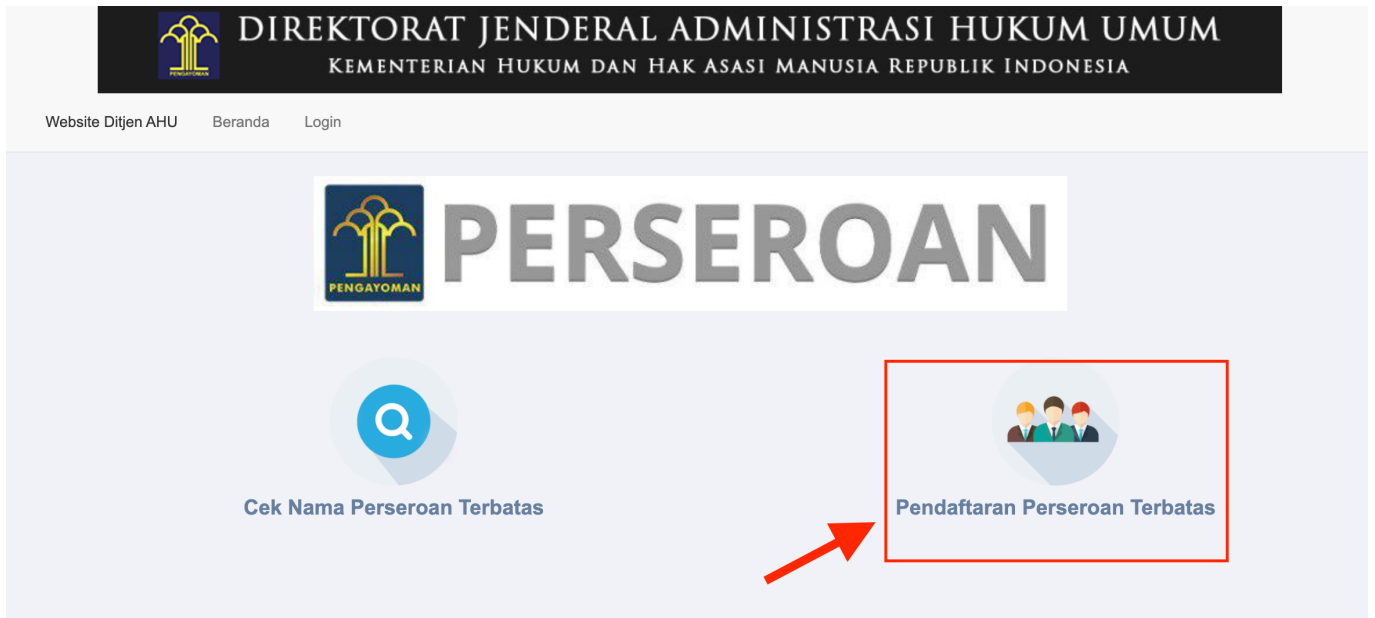 DIREKTORAT JENDERAL ADMINISTRASI HUKUM UMUM
KEMENTERIAN HUKUM DAN HAK ASASI MANUSIA REPUBLIK INDONESIA
PENGAYOMAN
Website Ditjen AHU Beranda Login
PERSEROAN
PENGAYOMAN
Cek Nama Perseroan Terbatas
Pendaftaran Perseroan Terbatas